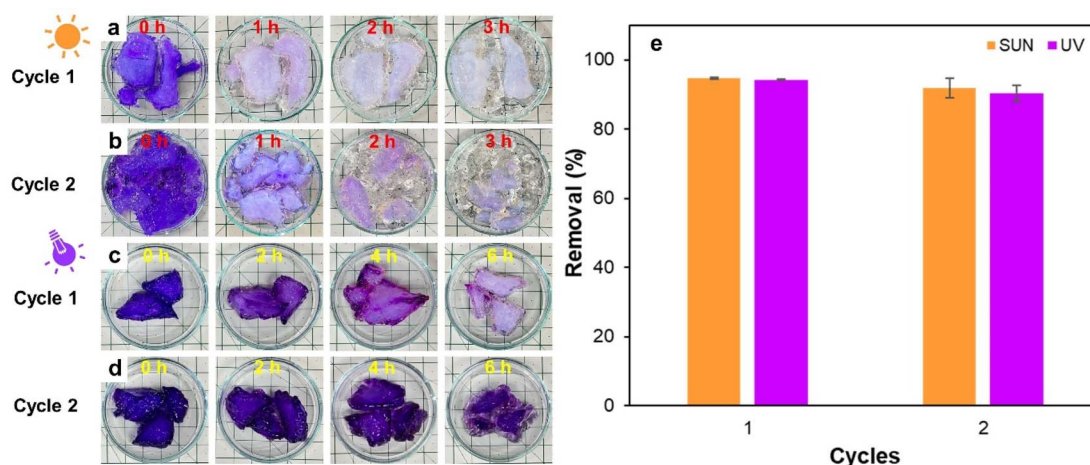 a
0 h
1 h
2 h
3 h
Cycle 1
b
0 h
1 h
2 h
3 h
Cycle 2
c
0 h
2 h
4 h
6 h
Cycle 1
d
0 h
2 h
4 h
6 h
Cycle 2
e
SUN UV
Removal (%)
100
80
60
40
20
0
1 2
Cycles